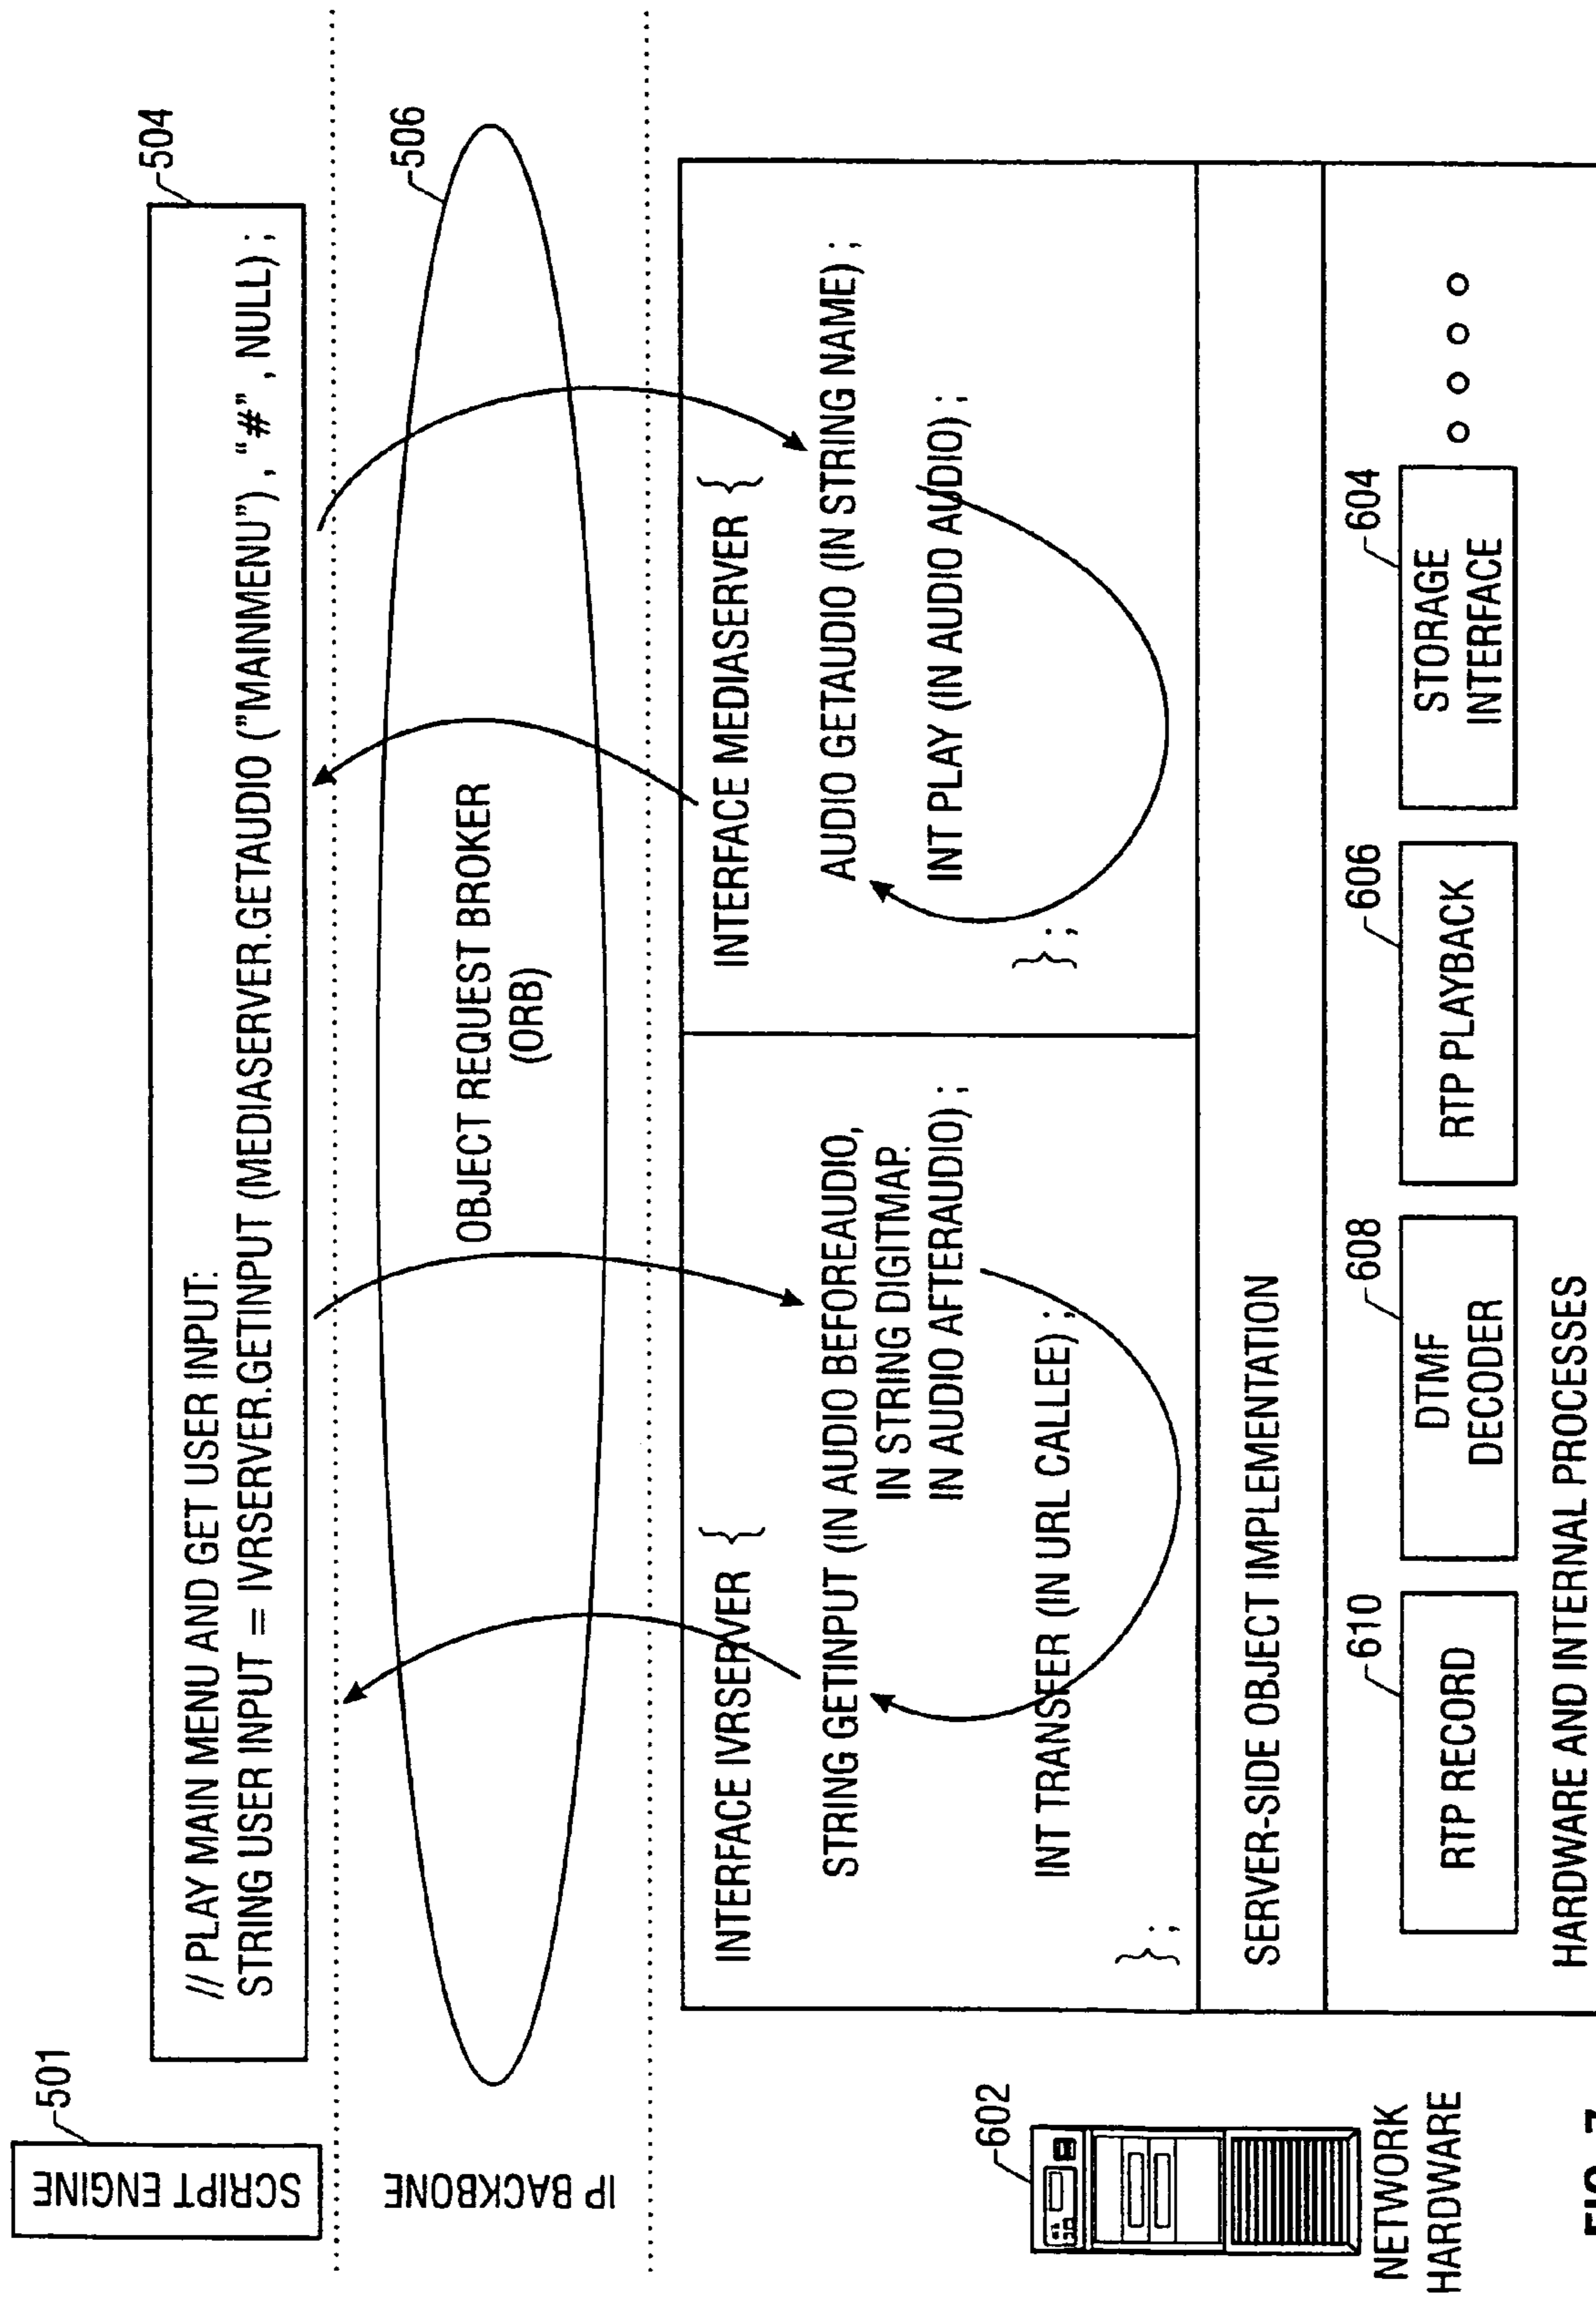 SCRIPT ENGINE
501
504
// PLAY MAIN MENU AND GET USER INPUT:
STRING USER INPUT = IVRSERVER.GETINPUT (MEDIASERVER.GETAUDIO ("MAINMENU") , "#" , NULL) ;
IP BACKBONE
OBJECT REQUEST BROKER
(ORB)
506
INTERFACE IVRSERVER {
STRING GETINPUT (IN AUDIO BEFOREAUDIO,
IN STRING DIGITMAP.
IN AUDIO AFTERAUDIO) ;
INT TRANSFER (IN URL CALLEE) ;
} ;
INTERFACE MEDIASERVER {
AUDIO GETAUDIO (IN STRING NAME) ;
INT PLAY (IN AUDIO AUDIO) ;
} ;
602
NETWORK
HARDWARE
SERVER-SIDE OBJECT IMPLEMENTATION
610
RTP RECORD
608
DTMF
DECODER
606
RTP PLAYBACK
604
STORAGE
INTERFACE
HARDWARE AND INTERNAL PROCESSES
FIG. 7